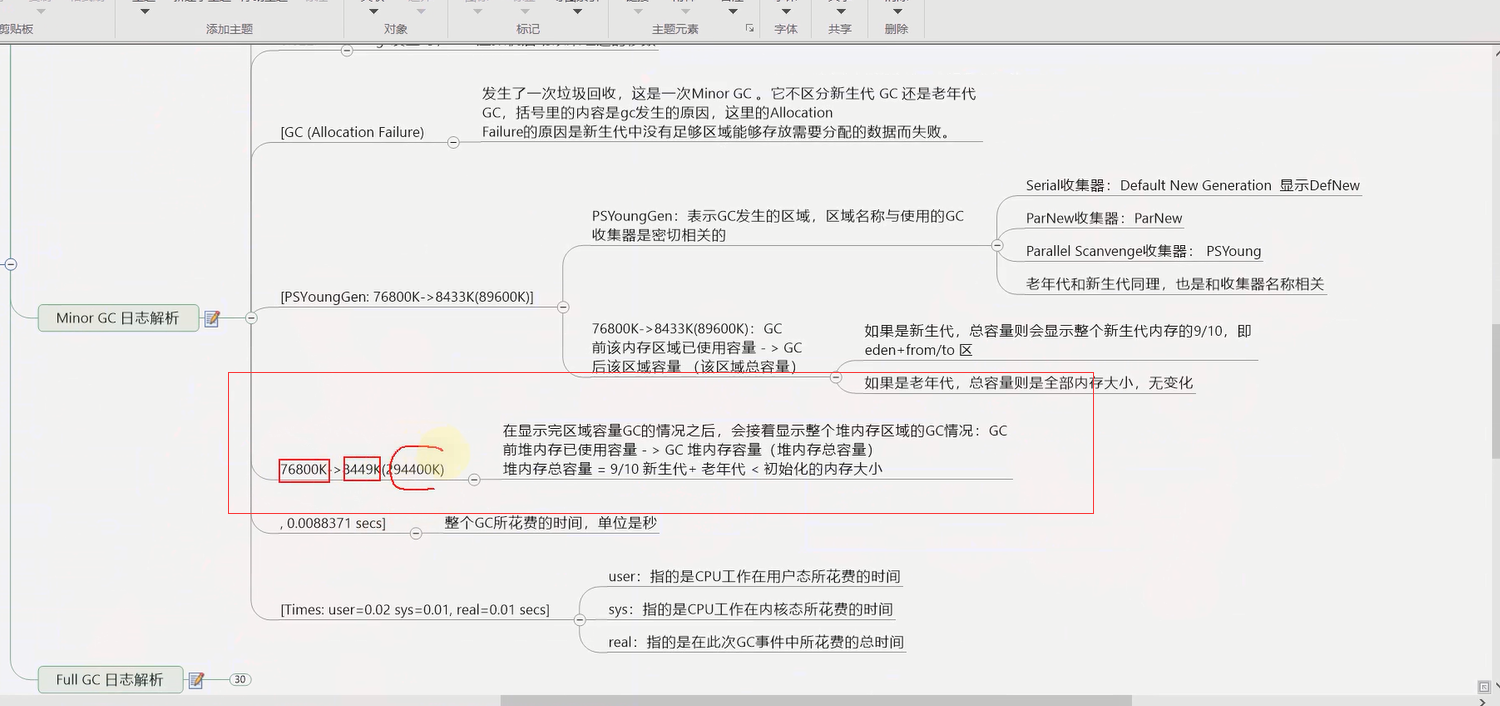 剪贴板
添加主题
对象
标记
主题元素
字体
共享
删除
[GC (Allocation Failure)
发生了一次垃圾回收，这是一次Minor GC 。它不区分新生代 GC 还是老年代
GC，括号里的内容是gc发生的原因，这里的Allocation
Failure的原因是新生代中没有足够区域能够存放需要分配的数据而失败。
Minor GC 日志解析
[PSYoungGen: 76800K->8433K(89600K)]
PSYoungGen：表示GC发生的区域，区域名称与使用的GC
收集器是密切相关的
Serial收集器：Default New Generation 显示DefNew
ParNew收集器：ParNew
Parallel Scanvenge收集器： PSYoung
老年代和新生代同理，也是和收集器名称相关
76800K->8433K(89600K)：GC
前该内存区域已使用容量 - > GC
后该区域容量 （该区域总容量）
如果是新生代，总容量则会显示整个新生代内存的9/10，即
eden+from/to 区
如果是老年代，总容量则是全部内存大小，无变化
76800K->8449K(294400K)
在显示完区域容量GC的情况之后，会接着显示整个堆内存区域的GC情况：GC
前堆内存已使用容量 - > GC 堆内存容量（堆内存总容量）
堆内存总容量 = 9/10 新生代+ 老年代 < 初始化的内存大小
, 0.0088371 secs]
整个GC所花费的时间，单位是秒
[Times: user=0.02 sys=0.01, real=0.01 secs]
user：指的是CPU工作在用户态所花费的时间
sys：指的是CPU工作在内核态所花费的时间
real：指的是在此次GC事件中所花费的总时间
Full GC 日志解析
30